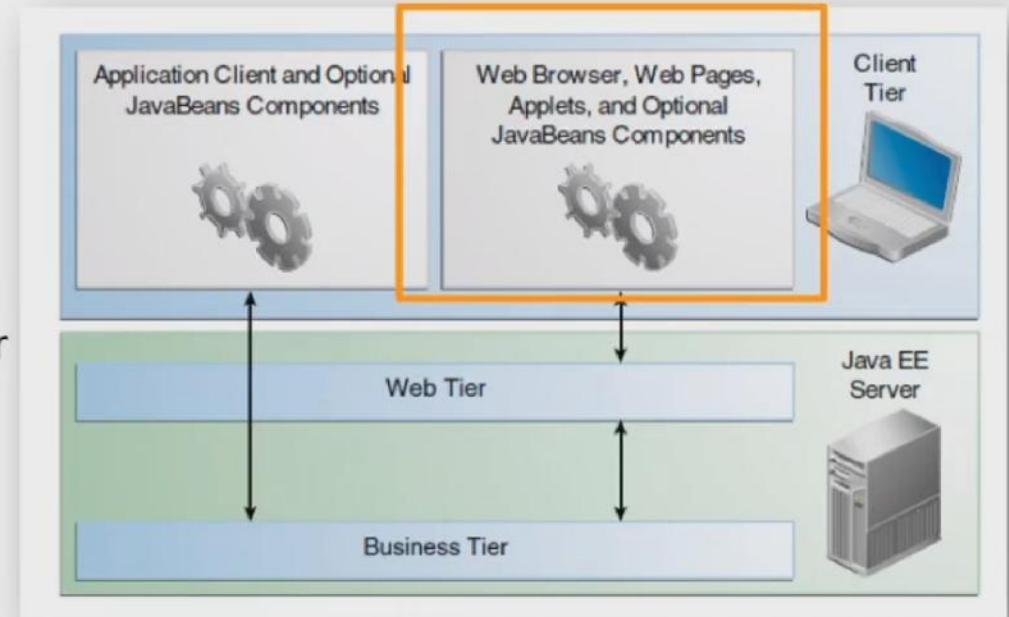 Application Client and Optional
JavaBeans Components
Web Browser, Web Pages,
Applets, and Optional
JavaBeans Components
Client
Tier
r
Web Tier
Java EE
Server
Business Tier